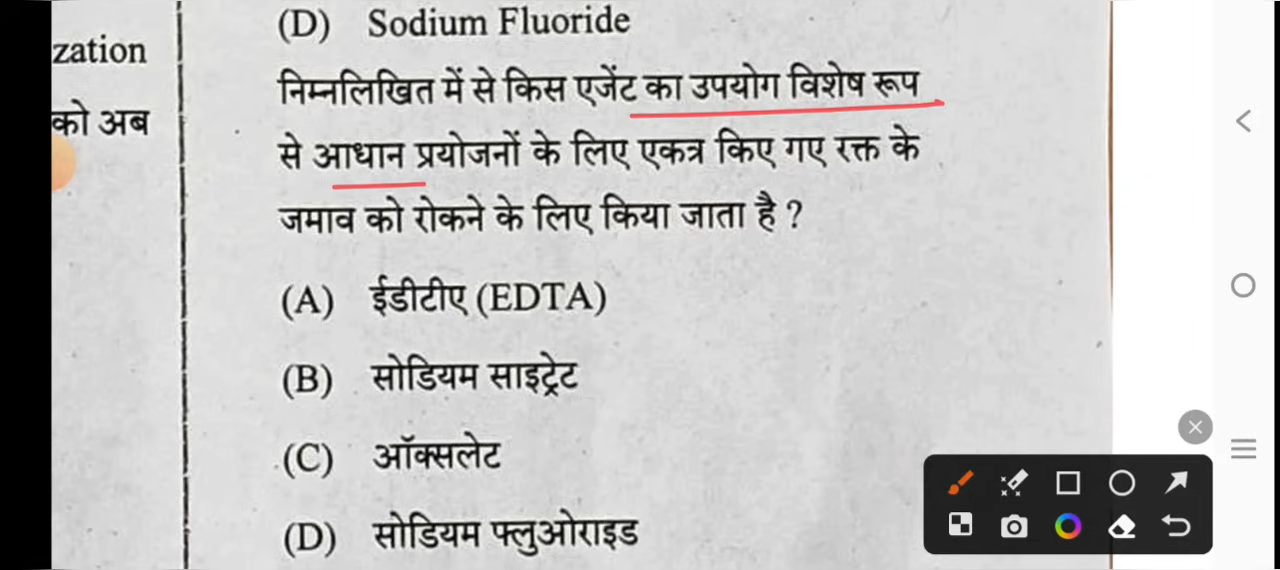 zation
को अब
(D) Sodium Fluoride
निम्नलिखित में से किस एजेंट का उपयोग विशेष रूप
से आधान प्रयोजनों के लिए एकत्र किए गए रक्त के
जमाव को रोकने के लिए किया जाता है ?
(A) ईडीटीए (EDTA)
(B) सोडियम साइट्रेट
(C) ऑक्सलेट
(D) सोडियम फ्लुओराइड